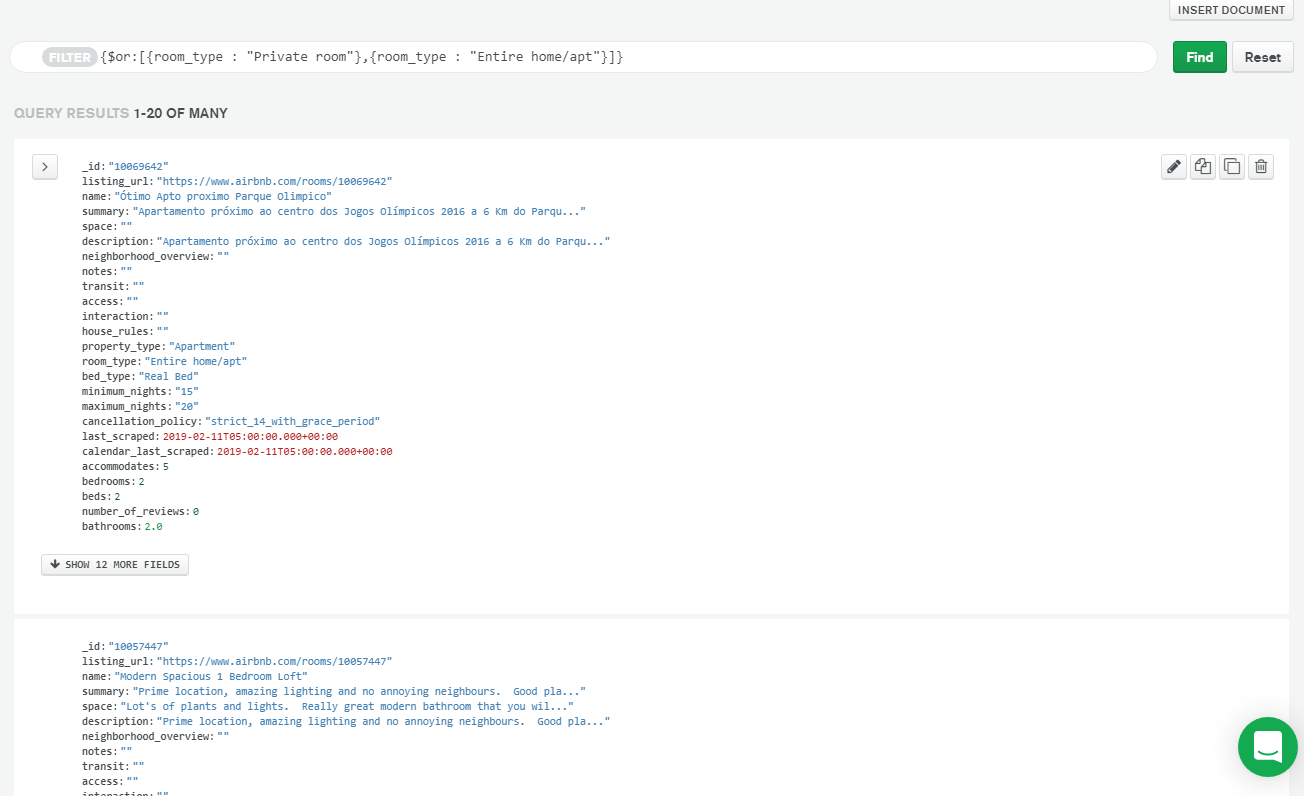 INSERT DOCUMENT
FILTER {$or:[{room_type : "Private room"},{room_type : "Entire home/apt"}]}
Find
Reset
QUERY RESULTS 1-20 OF MANY
_id: "10069642"
listing_url: "https://www.airbnb.com/rooms/10069642"
name: "Ótimo Apto proximo Parque Olimpico"
summary: "Apartamento próximo ao centro dos Jogos Olímpicos 2016 a 6 Km do Parqu..."
space: ""
description: "Apartamento próximo ao centro dos Jogos Olímpicos 2016 a 6 Km do Parqu..."
neighborhood_overview: ""
notes: ""
transit: ""
access: ""
interaction: ""
house_rules: ""
property_type: "Apartment"
room_type: "Entire home/apt"
bed_type: "Real Bed"
minimum_nights: "15"
maximum_nights: "20"
cancellation_policy: "strict_14_with_grace_period"
last_scraped: 2019-02-11T05:00:00.000+00:00
calendar_last_scraped: 2019-02-11T05:00:00.000+00:00
accommodates: 5
bedrooms: 2
beds: 2
number_of_reviews: 0
bathrooms: 2.0
SHOW 12 MORE FIELDS
_id: "10057447"
listing_url: "https://www.airbnb.com/rooms/10057447"
name: "Modern Spacious 1 Bedroom Loft"
summary: "Prime location, amazing lighting and no annoying neighbours.  Good pla..."
space: "Lot's of plants and lights.  Really great modern bathroom that you wil..."
description: "Prime location, amazing lighting and no annoying neighbours.  Good pla..."
neighborhood_overview: ""
notes: ""
transit: ""
access: ""
interaction: ""